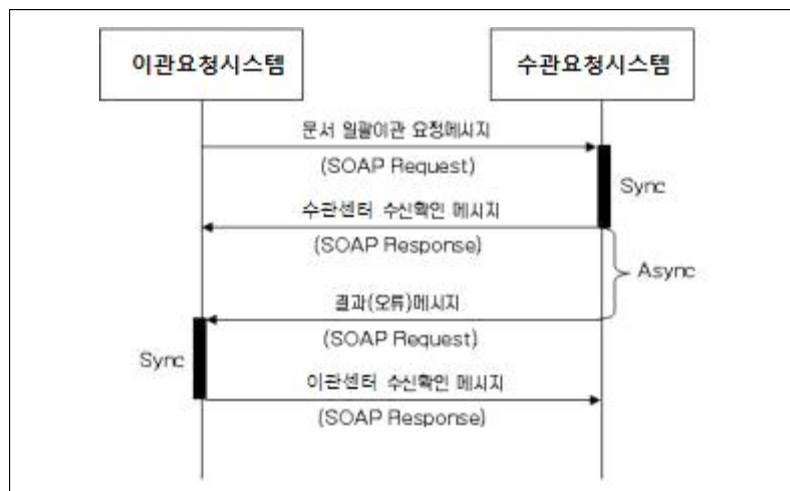 이관요청시스템
수관요청시스템
문서 일괄이관 요청메시지
(SOAP Request)
Sync
수관센터 수신확인 메시지
(SOAP Response)
Async
결과(오류)메시지
(SOAP Request)
Sync
이관센터 수신확인 메시지
(SOAP Response)